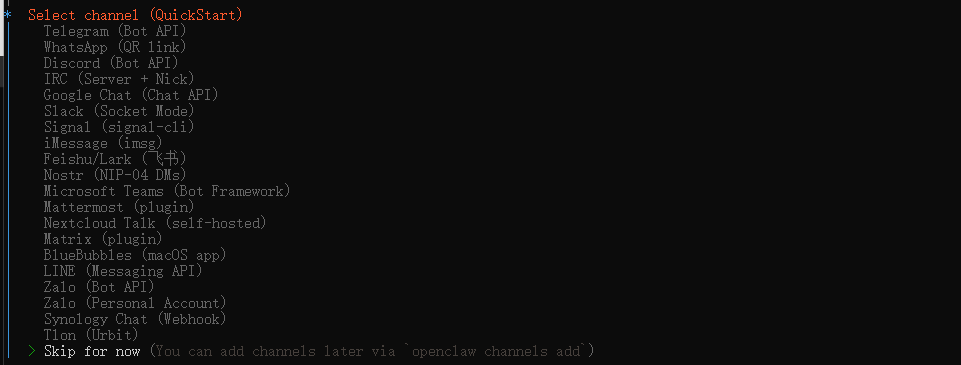 * Select channel (QuickStart)
Telegram (Bot API)
WhatsApp (QR link)
Discord (Bot API)
IRC (Server + Nick)
Google Chat (Chat API)
Slack (Socket Mode)
Signal (signal-cli)
iMessage (imsg)
Feishu/Lark (飞书)
Nostr (NIP-04 DMs)
Microsoft Teams (Bot Framework)
Mattermost (plugin)
Nextcloud Talk (self-hosted)
Matrix (plugin)
BlueBubbles (macOS app)
LINE (Messaging API)
Zalo (Bot API)
Zalo (Personal Account)
Synology Chat (Webhook)
Tlon (Urbit)
> Skip for now (You can add channels later via `openclaw channels add`)